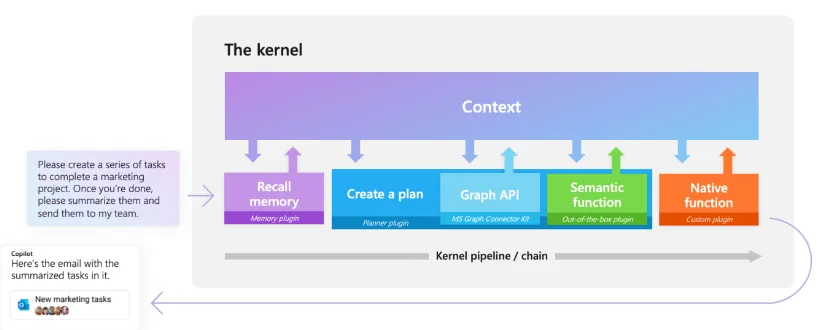 The kernel
Context
Please create a series of tasks
to complete a marketing
project. Once you're done,
please summarize them and
send them to my team.
Recall
memory
Memory plugin
Create a plan
Planner plugin
Graph API
MS Graph Connector Kit
Semantic
function
Out-of-the-box plugin
Native
function
Custom plugin
Kernel pipeline / chain
Copilot
Here's the email with the
summarized tasks in it.
New marketing tasks